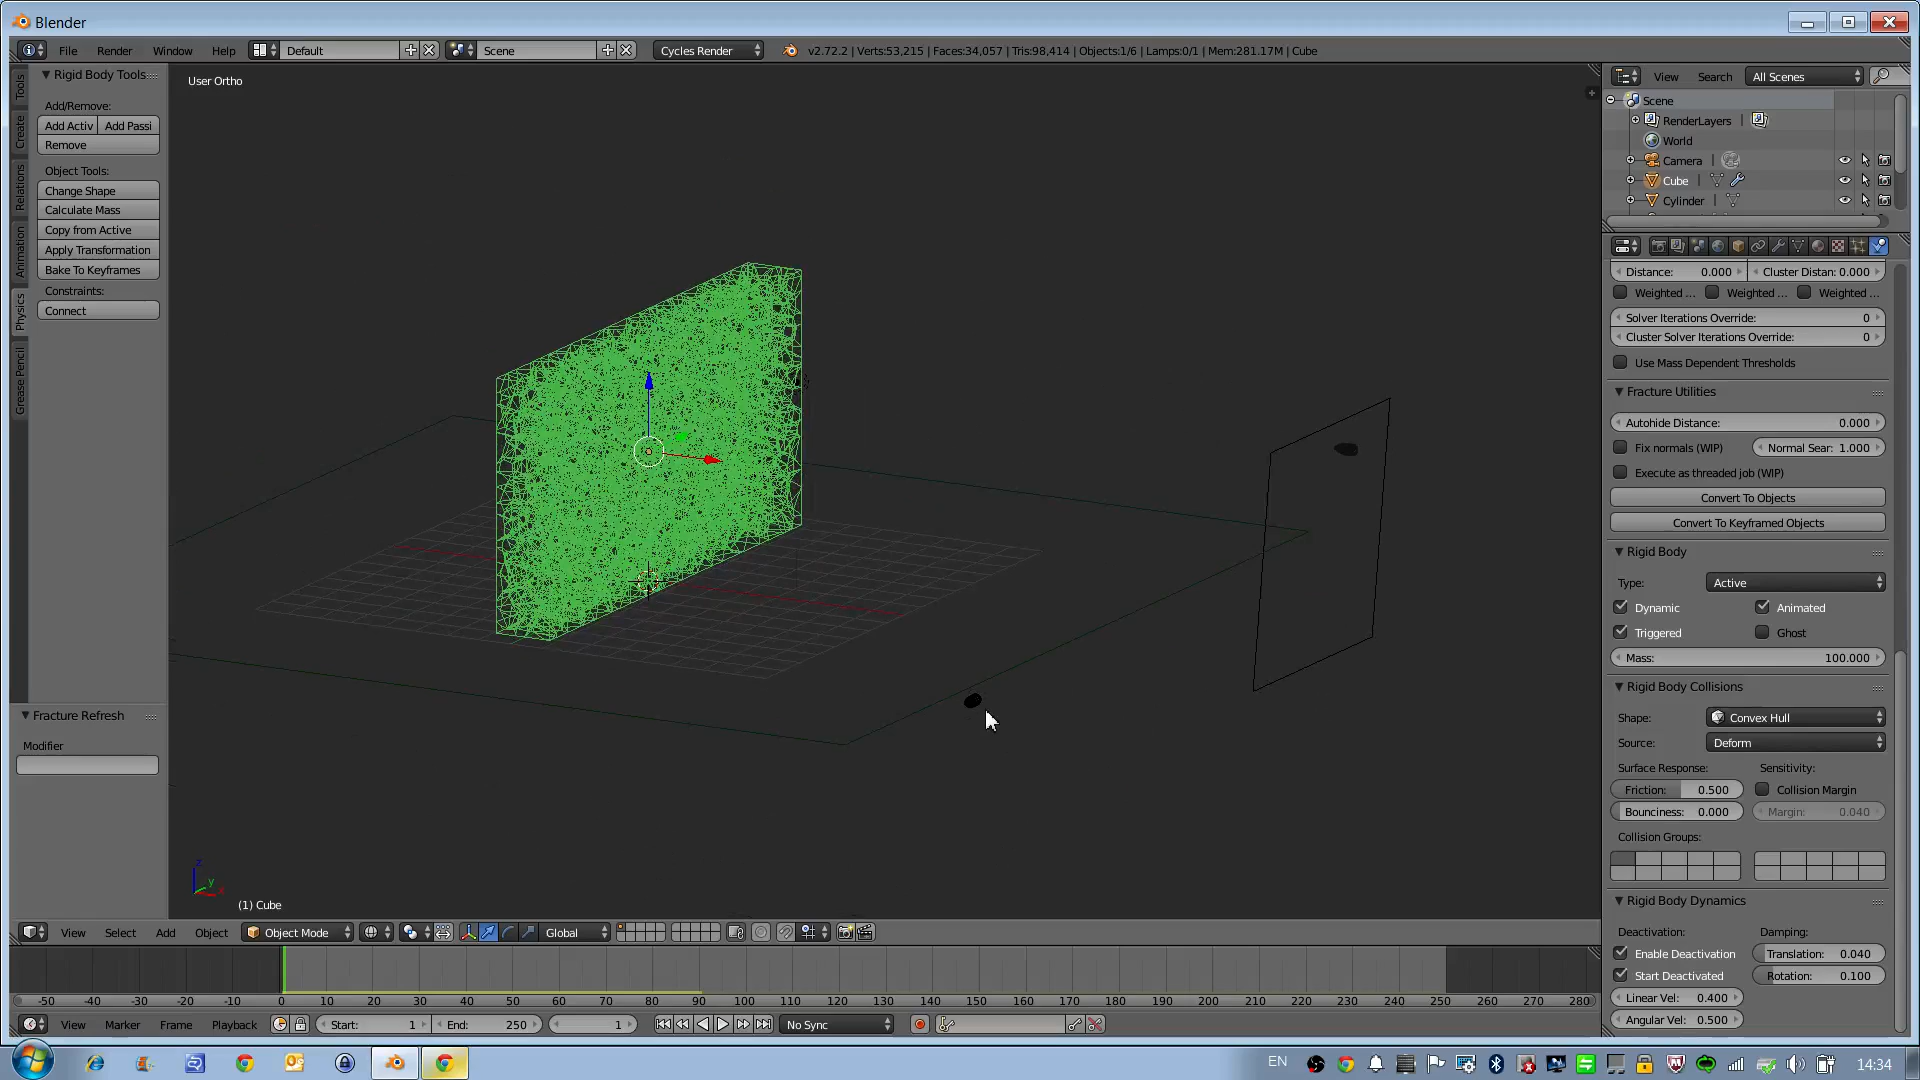 Blender
File Render Window Help Default Scene Cycles Render v2.72.2 | Verts:53,215 | Faces:34,057 | Tris:98,414 | Objects:1/6 | Lamps:0/1 | Mem:281.17M | Cube
Tools
Create
Relations
Animation
Physics
Grease Pencil
Rigid Body Tools
Add/Remove:
Add Activ Add Passi
Remove
Object Tools:
Change Shape
Calculate Mass
Copy from Active
Apply Transformation
Bake To Keyframes
Constraints:
Connect
Fracture Refresh
Modifier
User Ortho
z
y
x
(1) Cube
View Select Add Object Object Mode Global
-50 -40 -30 -20 -10 0 10 20 30 40 50 60 70 80 90 100 110 120 130 140 150 160 170 180 190 200 210 220 230 240 250 260 270 280
View Marker Frame Playback Start: 1 End: 250 1 No Sync
View Search All Scenes
Scene
RenderLayers |
World
Camera |
Cube |
Cylinder |
Distance: 0.000 Cluster Distan: 0.000
Weighted ... Weighted ... Weighted ...
Solver Iterations Override: 0
Cluster Solver Iterations Override: 0
Use Mass Dependent Thresholds
Fracture Utilities
Autohide Distance: 0.000
Fix normals (WIP) Normal Sear: 1.000
Execute as threaded job (WIP)
Convert To Objects
Convert To Keyframed Objects
Rigid Body
Type: Active
Dynamic Animated
Triggered Ghost
Mass: 100.000
Rigid Body Collisions
Shape: Convex Hull
Source: Deform
Surface Response: Sensitivity:
Friction: 0.500 Collision Margin
Bounciness: 0.000 Margin: 0.040
Collision Groups:
Rigid Body Dynamics
Deactivation: Damping:
Enable Deactivation Translation: 0.040
Start Deactivated Rotation: 0.100
Linear Vel: 0.400
Angular Vel: 0.500
EN 14:34